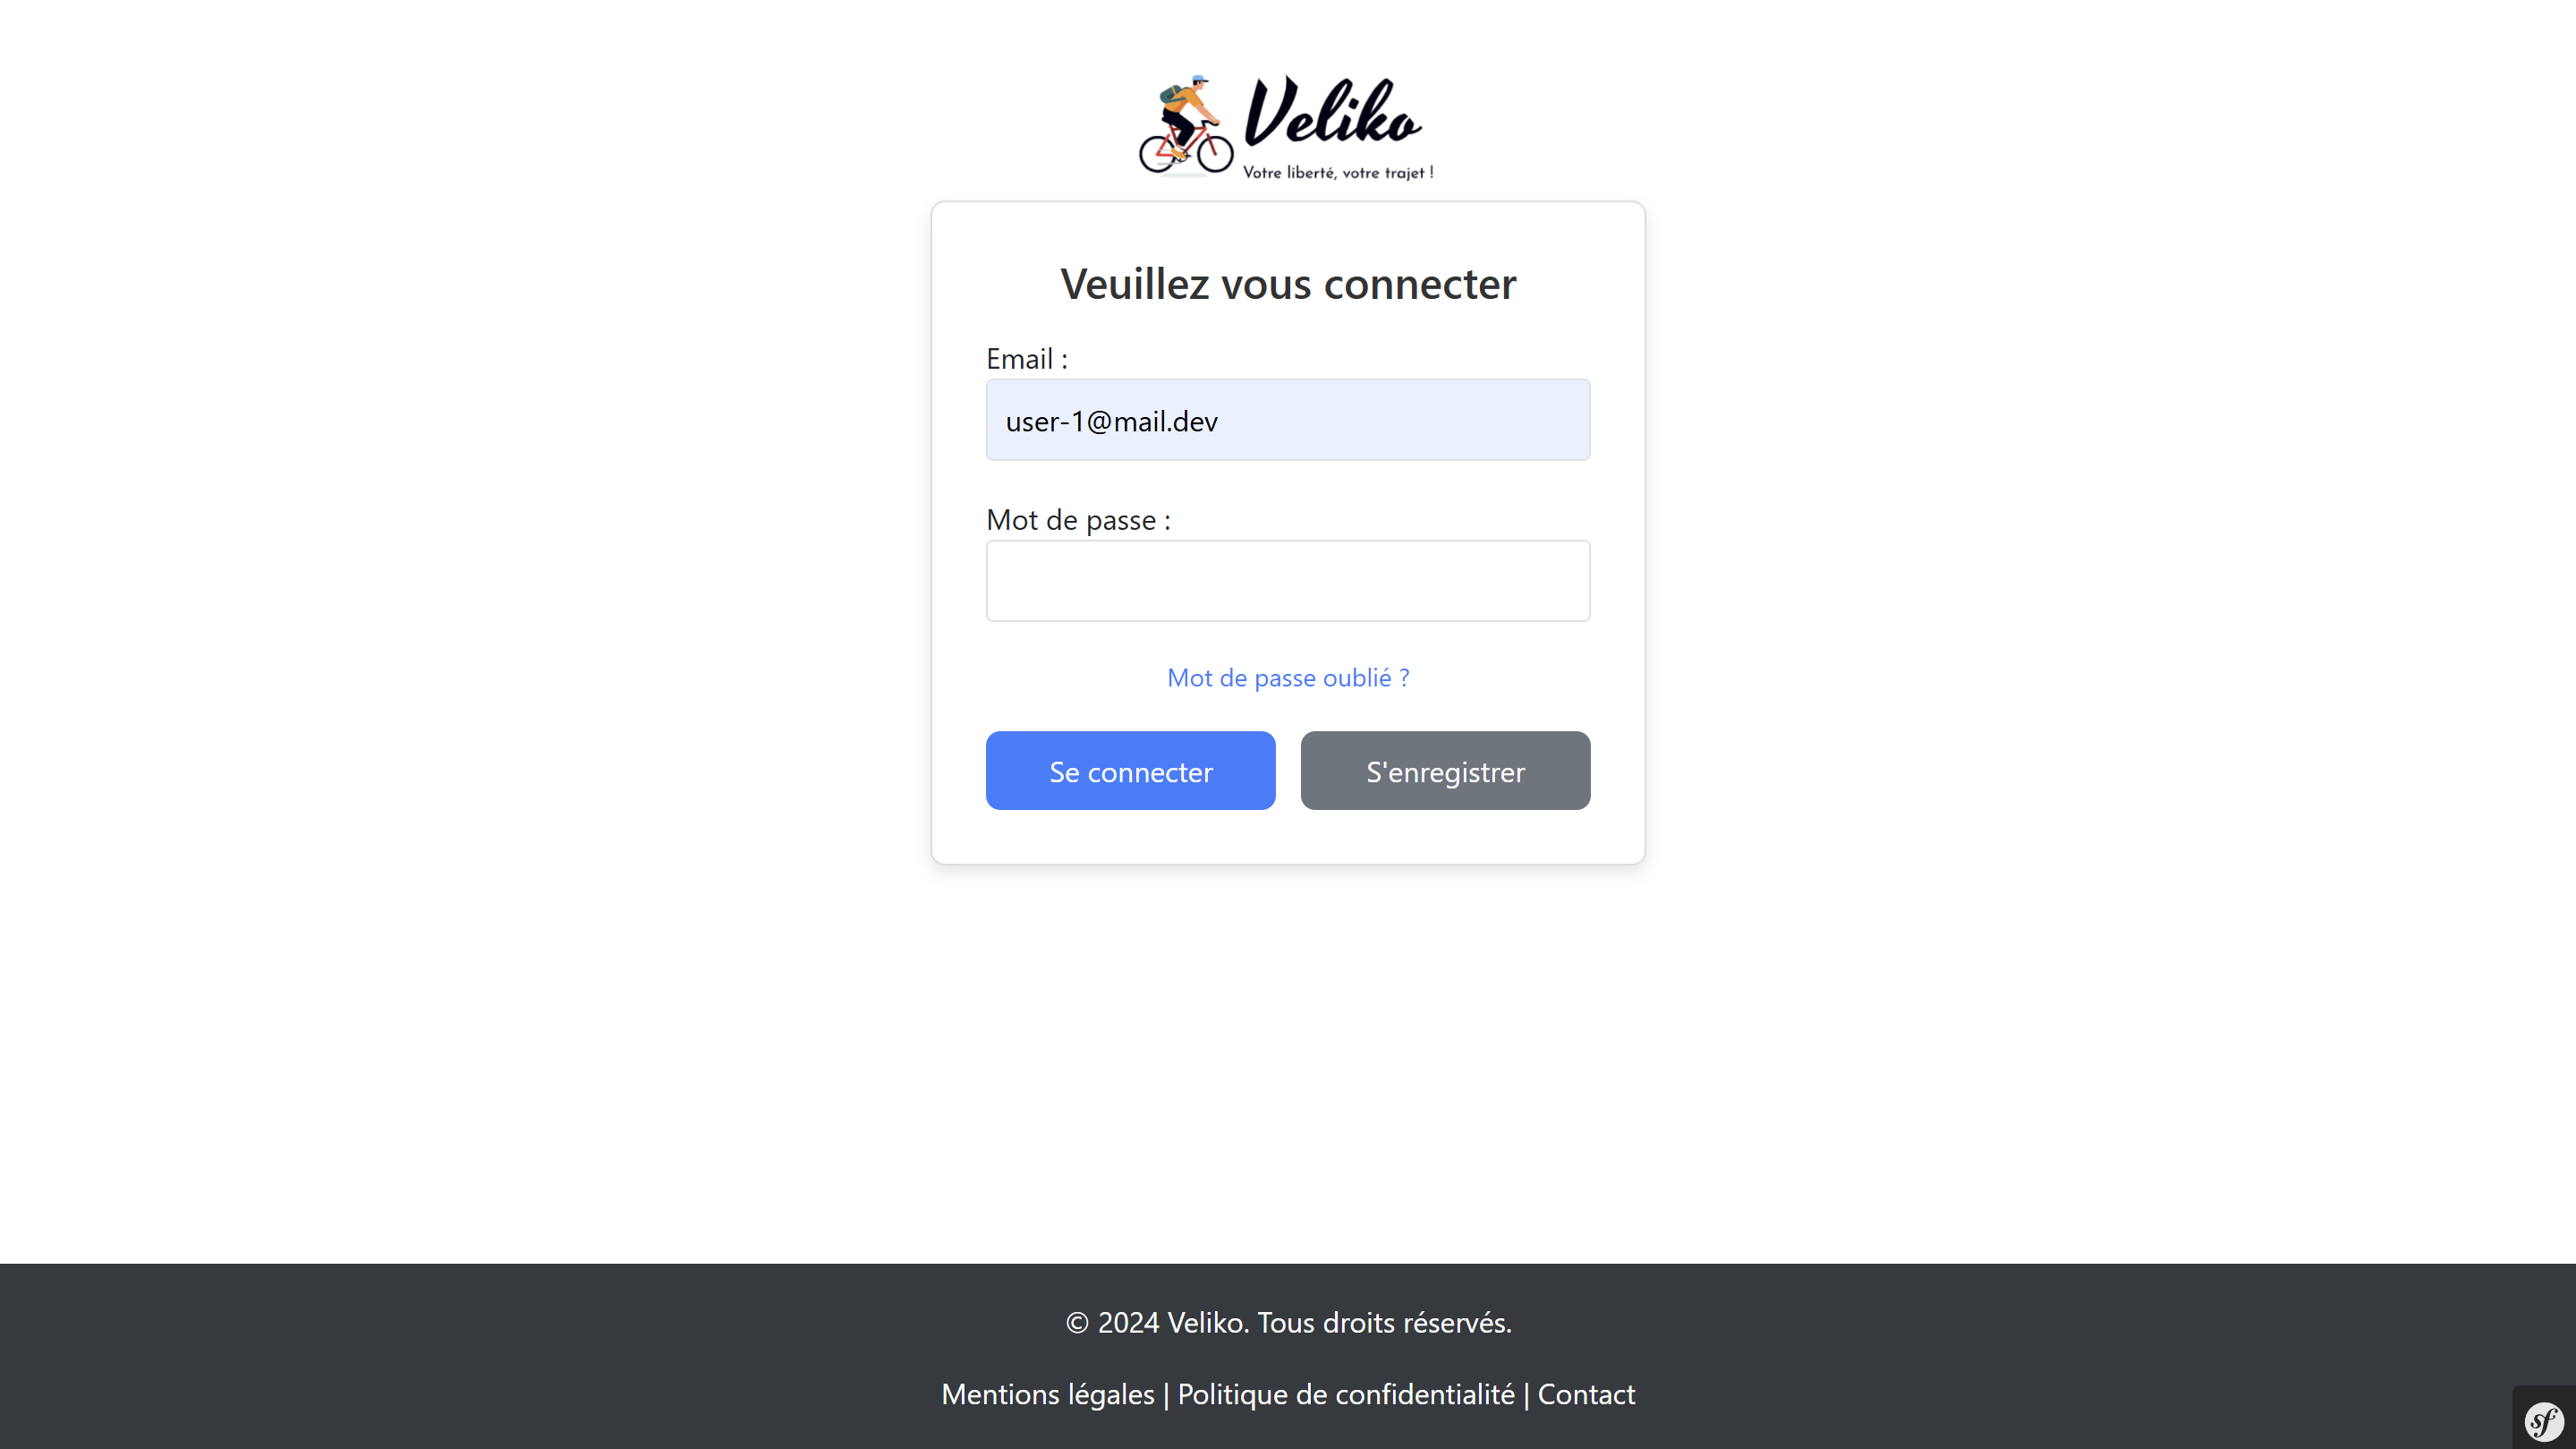 Veliko
Votre liberté, votre trajet !
Veuillez vous connecter
Email :
user-1@mail.dev
Mot de passe :
Mot de passe oublié ?
Se connecter
S'enregistrer
© 2024 Veliko. Tous droits réservés.
Mentions légales | Politique de confidentialité | Contact
sf